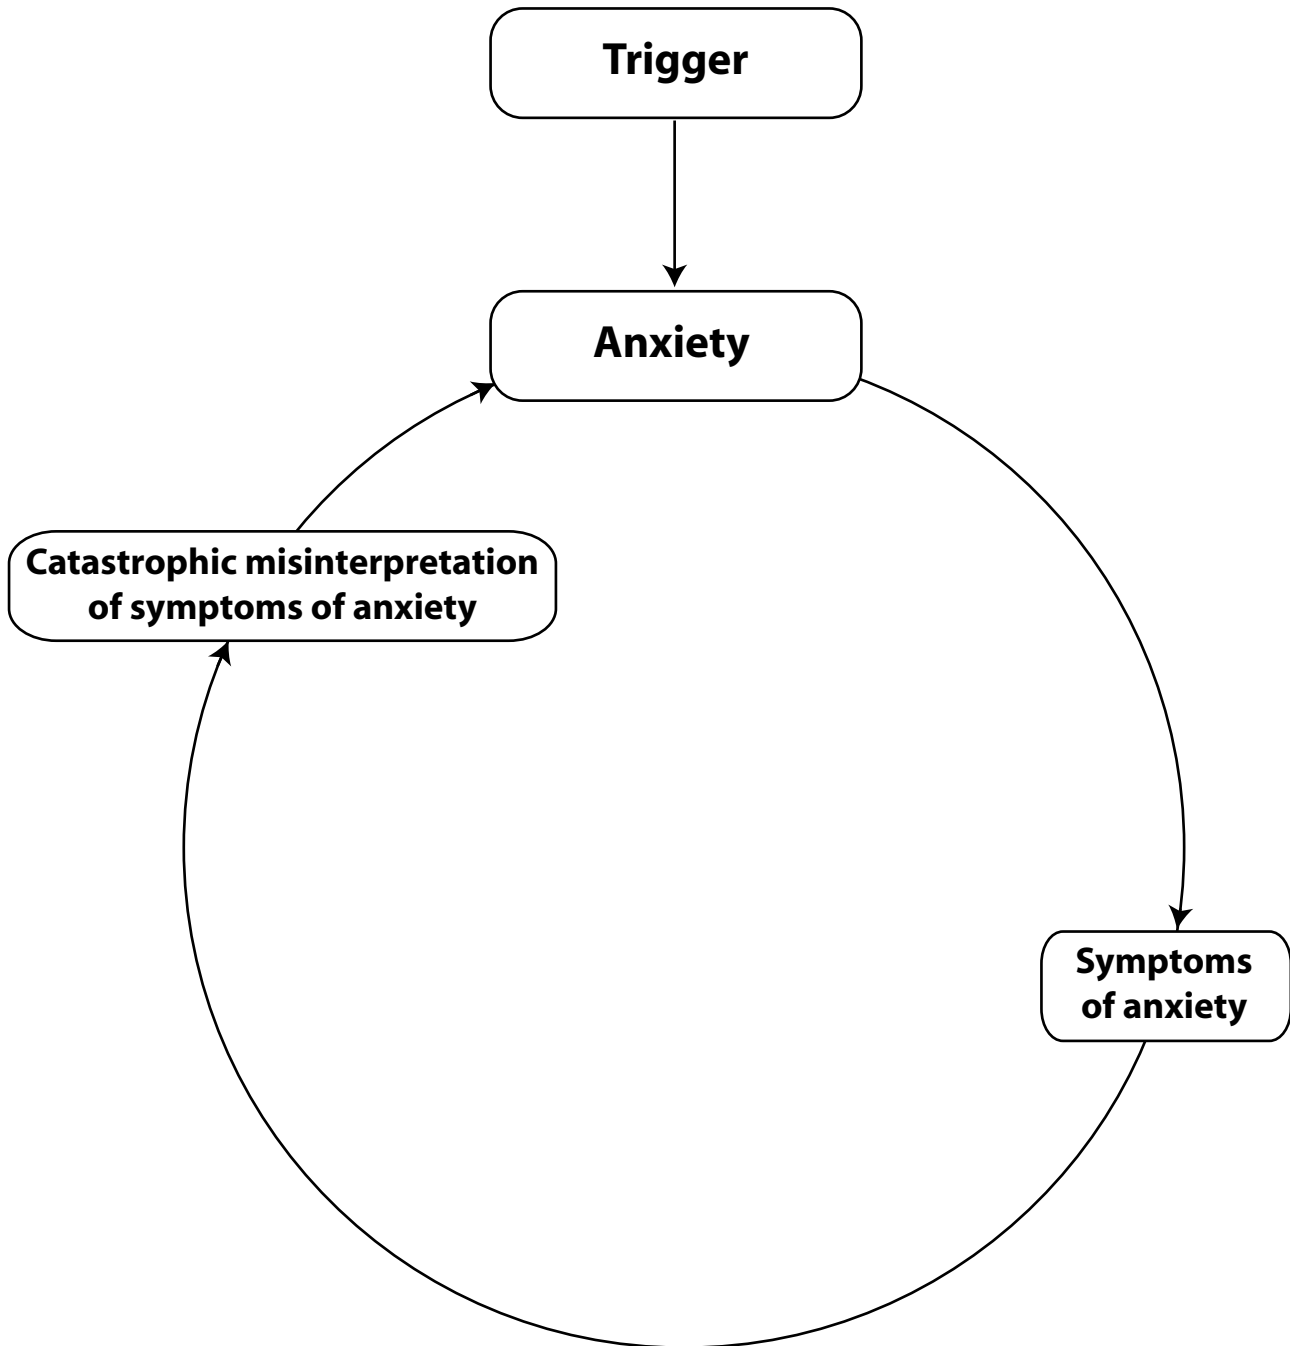 Trigger
Anxiety
Catastrophic misinterpretation
of symptoms of anxiety
Symptoms
of anxiety